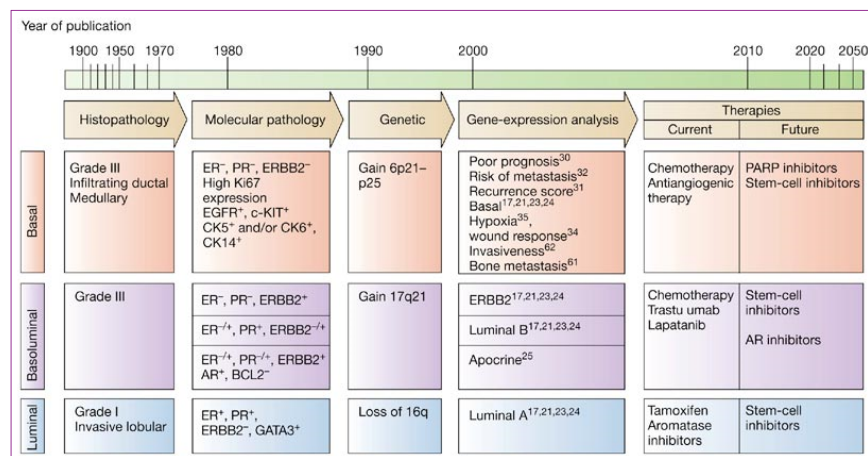 Year of publication
1900 1950 1970 1980 1990 2000 2010 2020 2050
Histopathology
Molecular pathology
Genetic
Gene-expression analysis
Therapies
Current
Future
Basal
Grade III
Infiltrating ductal
Medullary
ER⁻, PR⁻, ERBB2⁻
High Ki67
expression
EGFR⁺, c-KIT⁺
CK5⁺ and/or CK6⁺,
CK14⁺
Gain 6p21–
p25
Poor prognosis³⁰
Risk of metastasis³²
Recurrence score³¹
Basal¹⁷,²¹,²³,²⁴
Hypoxia³⁵,
wound response³⁴
Invasiveness⁶²
Bone metastasis⁶¹
Chemotherapy
Antiangiogenic
therapy
PARP inhibitors
Stem-cell inhibitors
Basoluminal
Grade III
ER⁻, PR⁻, ERBB2⁺
ER⁻/⁺, PR⁺, ERBB2⁻/⁺
ER⁻/⁺, PR⁻/⁺, ERBB2⁺
AR⁺, BCL2⁻
Gain 17q21
ERBB2¹⁷,²¹,²³,²⁴
Luminal B¹⁷,²¹,²³,²⁴
Apocrine²⁵
Chemotherapy
Trastu umab
Lapatanib
Stem-cell
inhibitors
AR inhibitors
Luminal
Grade I
Invasive lobular
ER⁺, PR⁺,
ERBB2⁻, GATA3⁺
Loss of 16q
Luminal A¹⁷,²¹,²³,²⁴
Tamoxifen
Aromatase
inhibitors
Stem-cell
inhibitors